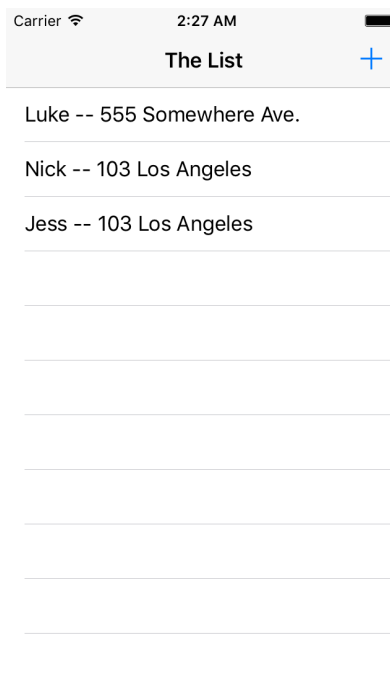 Carrier 2:27 AM
The List
Luke -- 555 Somewhere Ave.
Nick -- 103 Los Angeles
Jess -- 103 Los Angeles